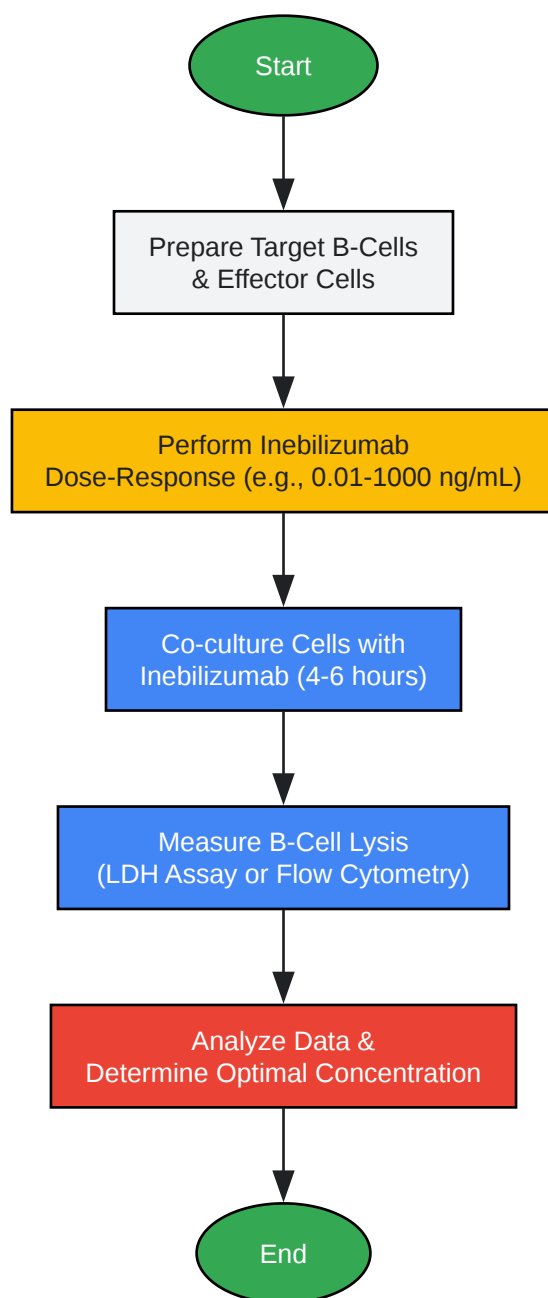 Start
Prepare Target B-Cells
& Effector Cells
Perform Inebilizumab
Dose-Response (e.g., 0.01-1000 ng/mL)
Co-culture Cells with
Inebilizumab (4-6 hours)
Measure B-Cell Lysis
(LDH Assay or Flow Cytometry)
Analyze Data &
Determine Optimal Concentration
End